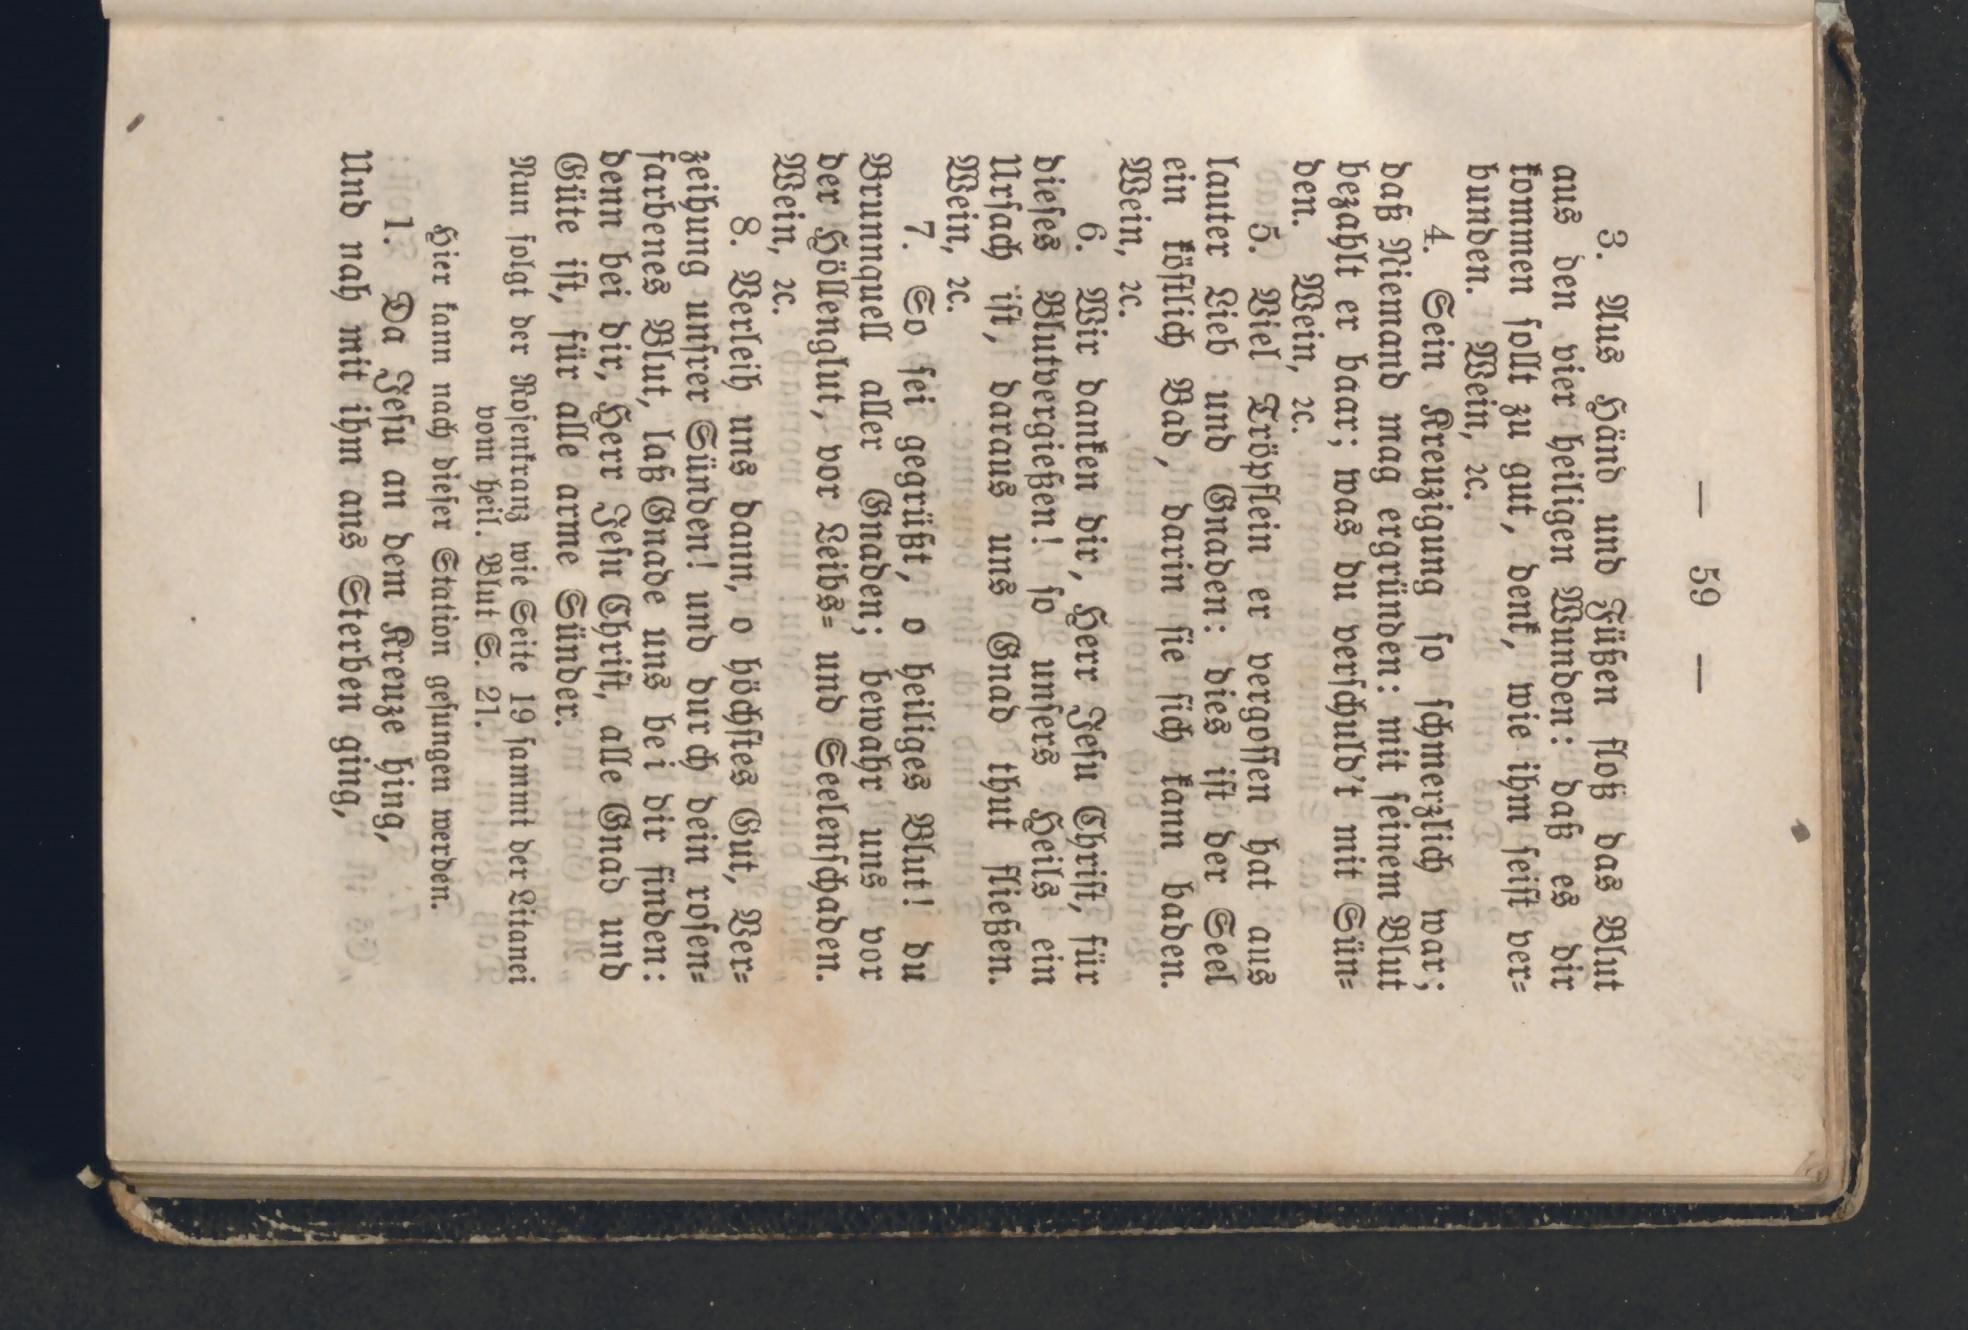 — 59 —
3. Aus Händ und Füßen floß das Blut
aus den vier heiligen Wunden: daß es dir
kommen sollt zu gut, denk, wie ihm seist ver=
bunden. Wein, ꝛc.
4. Sein Kreuzigung so schmerzlich war;
daß Niemand mag ergründen: mit seinem Blut
bezahlt er baar; was du verschuld't mit Sün=
den. Wein, ꝛc.
5. Viel Tröpflein er vergossen hat aus
lauter Lieb und Gnaden: dies ist der Seel
ein köstlich Bad, darin sie sich kann baden.
Wein, ꝛc.
6. Wir danken dir, Herr Jesu Christ, für
dieses Blutvergießen! so unsers Heils ein
Ursach ist, daraus uns Gnad thut fließen.
Wein, ꝛc.
7. So sei gegrüßt, o heiliges Blut! du
Brunnquell aller Gnaden; bewahr uns vor
der Höllenglut, vor Leibs= und Seelenschaden.
Wein, ꝛc.
8. Verleih uns dann, o höchstes Gut, Ver=
zeihung unsrer Sünden! und durch dein rosen=
farbenes Blut, laß Gnade uns bei dir finden:
denn bei dir, Herr Jesu Christ, alle Gnad und
Güte ist, für alle arme Sünder.
Nun folgt der Rosenkranz wie Seite 19 sammt der Litanei
vom heil. Blut S. 21.
Hier kann nach dieser Station gesungen werden.
1. Da Jesu an dem Kreuze hing,
Und nah mit ihm ans Sterben ging,